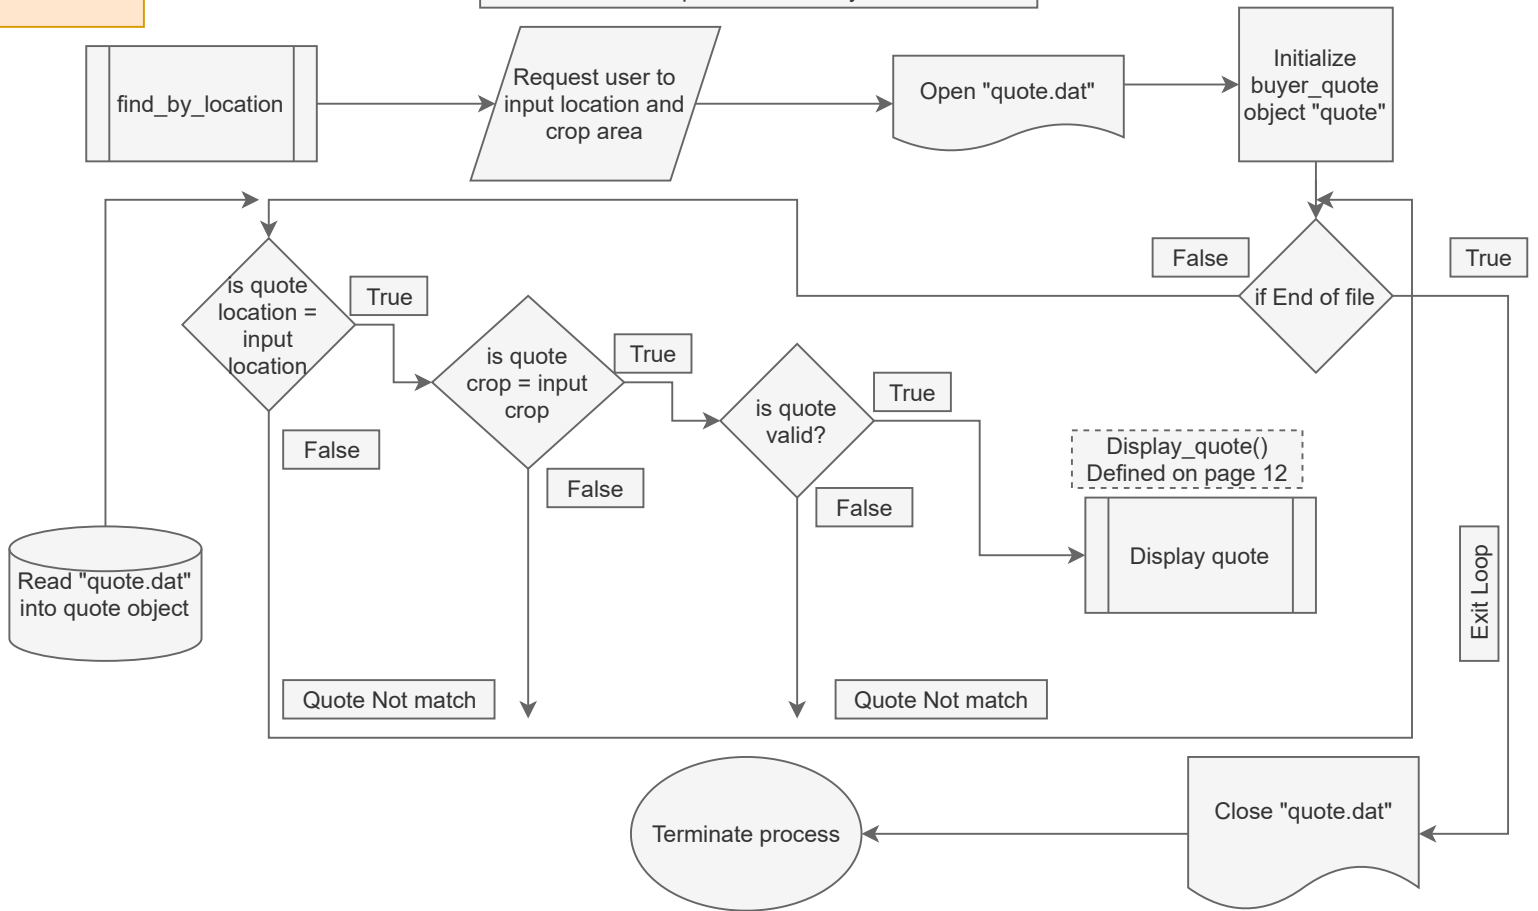 find_by_location
Request user to
input location and
crop area
Open "quote.dat"
Initialize
buyer_quote
object "quote"
False
True
if End of file
is quote
location =
input
location
True
is quote
crop = input
crop
True
is quote
valid?
True
False
False
False
Display_quote()
Defined on page 12
Display quote
Read "quote.dat"
into quote object
Exit Loop
Quote Not match
Quote Not match
Terminate process
Close "quote.dat"